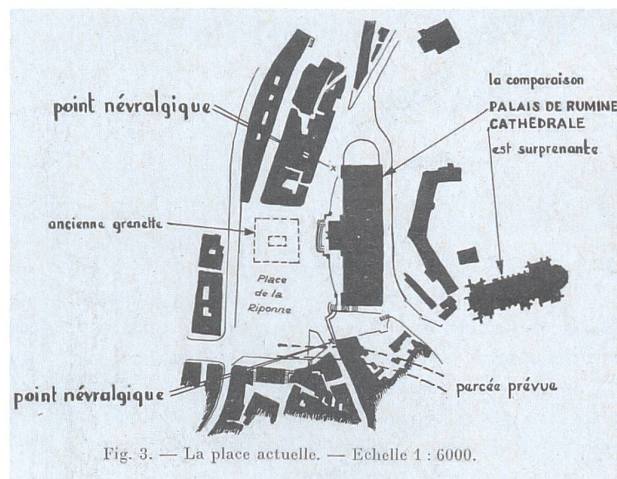 la comparaison
PALAIS DE RUMINE
CATHÉDRALE
est surprenante
point névralgique
ancienne grenette
Place
de la
Riponne
point névralgique
percée prévue
Fig. 3. — La place actuelle. — Echelle 1 : 6000.